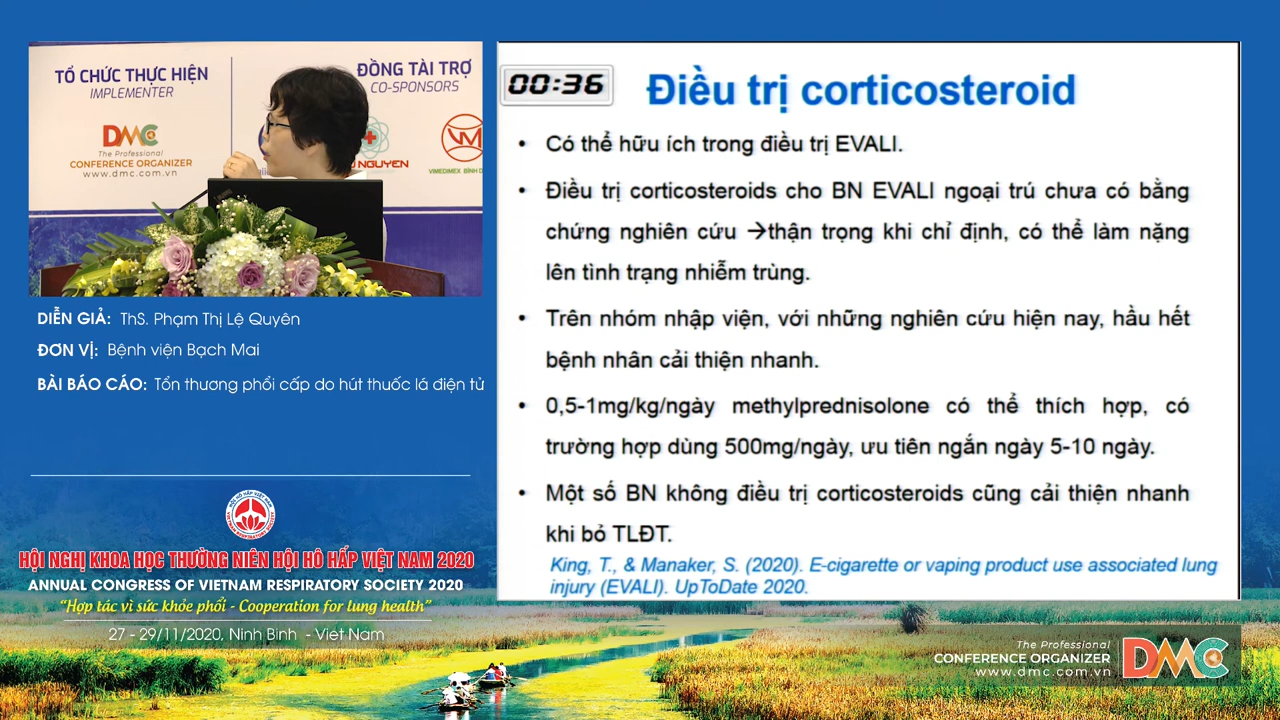 TỔ CHỨC THỰC HIỆN
IMPLEMENTER
DMC
The Professional
CONFERENCE ORGANIZER
www.dmc.com.vn
ĐỒNG TÀI TRỢ
CO-SPONSORS
NGUYEN
VIMEDIMEX BÌNH D
DIỄN GIẢ: ThS. Phạm Thị Lệ Quyên
ĐƠN VỊ: Bệnh viện Bạch Mai
BÀI BÁO CÁO: Tổn thương phổi cấp do hút thuốc lá điện tử
HỘI NGHỊ KHOA HỌC THƯỜNG NIÊN HỘI HÔ HẤP VIỆT NAM 2020
ANNUAL CONGRESS OF VIETNAM RESPIRATORY SOCIETY 2020
“Hợp tác vì sức khỏe phổi - Cooperation for lung health”
27 - 29/11/2020, Ninh Bình - Việt Nam
00:36
Điều trị corticosteroid
• Có thể hữu ích trong điều trị EVALI.
• Điều trị corticosteroids cho BN EVALI ngoại trú chưa có bằng
chứng nghiên cứu →thận trọng khi chỉ định, có thể làm nặng
lên tình trạng nhiễm trùng.
• Trên nhóm nhập viện, với những nghiên cứu hiện nay, hầu hết
bệnh nhân cải thiện nhanh.
• 0,5-1mg/kg/ngày methylprednisolone có thể thích hợp, có
trường hợp dùng 500mg/ngày, ưu tiên ngắn ngày 5-10 ngày.
• Một số BN không điều trị corticosteroids cũng cải thiện nhanh
khi bỏ TLĐT.
King, T., & Manaker, S. (2020). E-cigarette or vaping product use associated lung
injury (EVALI). UpToDate 2020.
The Professional
CONFERENCE ORGANIZER
www.dmc.com.vn
DMC